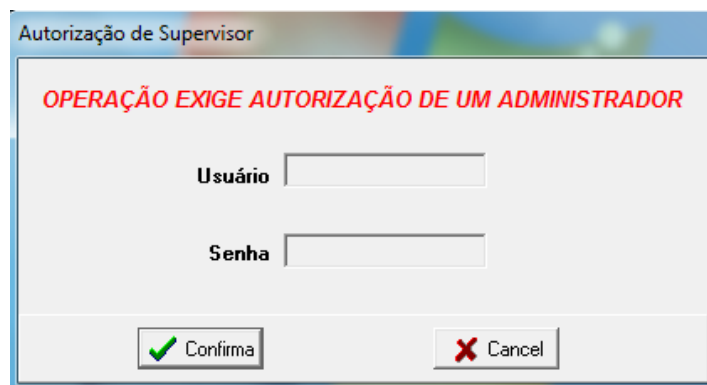 Autorização de Supervisor
OPERAÇÃO EXIGE AUTORIZAÇÃO DE UM ADMINISTRADOR
Usuário
Senha
Confirma
Cancel